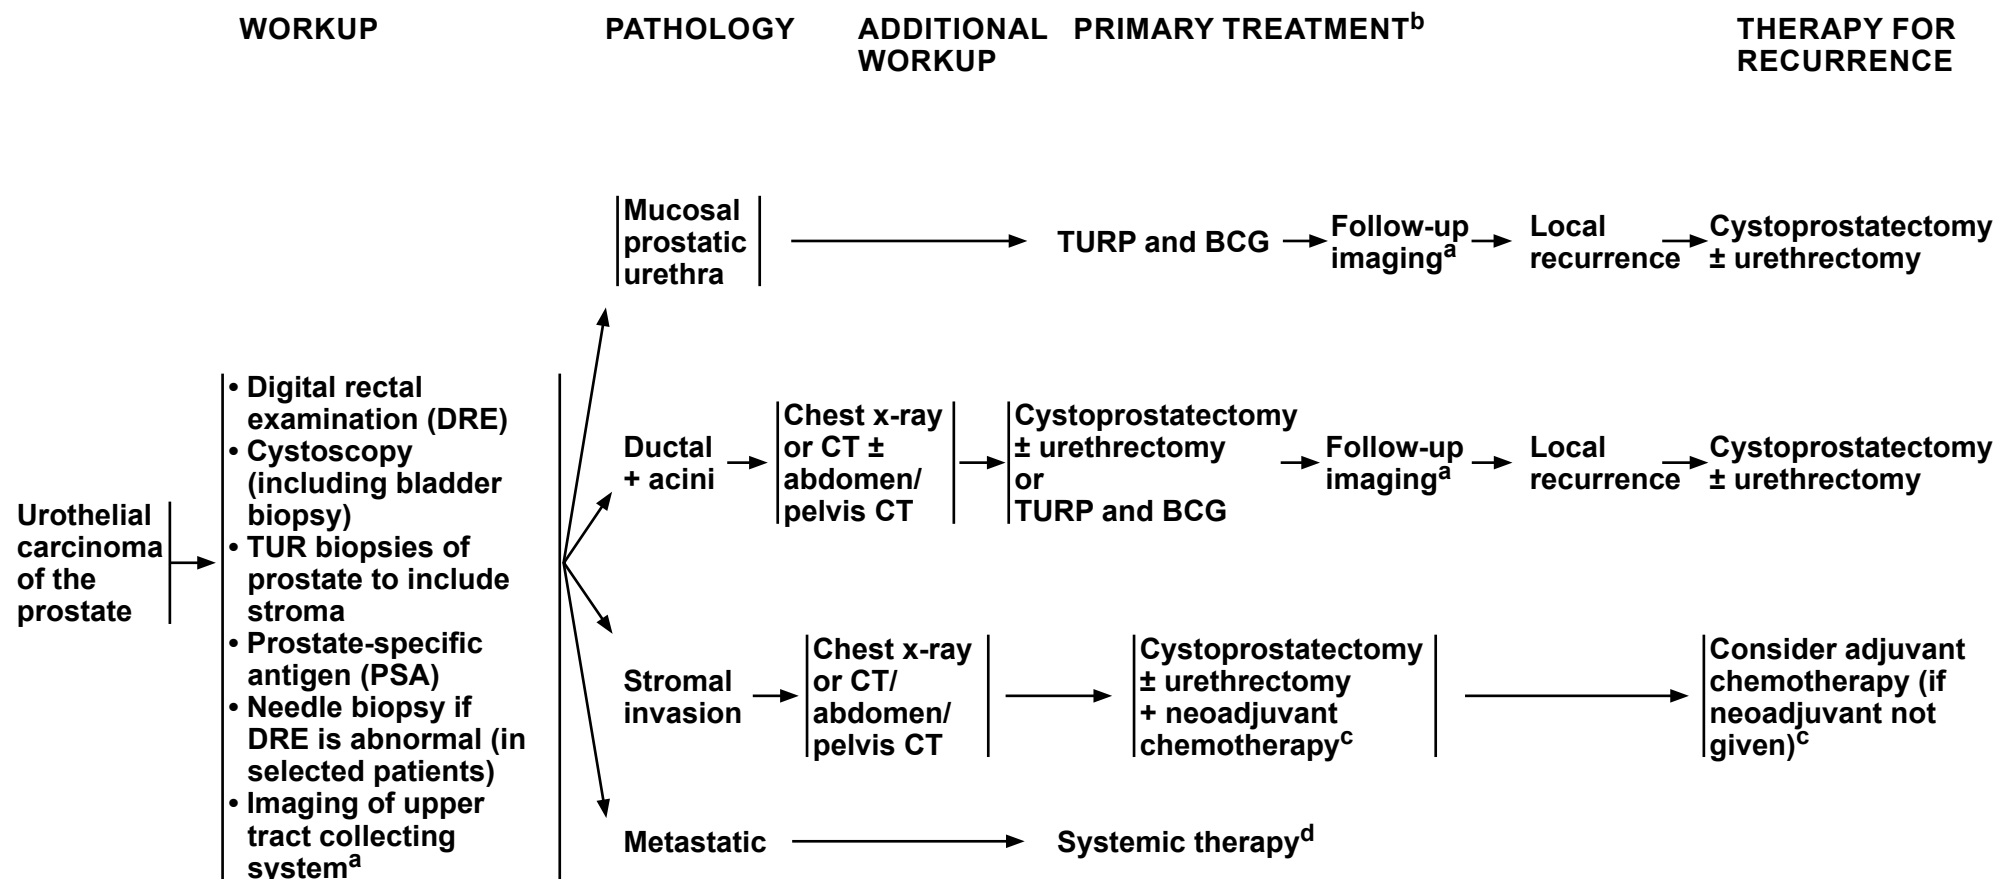 WORKUP
PATHOLOGY
ADDITIONAL
WORKUP
PRIMARY TREATMENTb
THERAPY FOR
RECURRENCE
Urothelial
carcinoma
of the
prostate
• Digital rectal
examination (DRE)
• Cystoscopy
(including bladder
biopsy)
• TUR biopsies of
prostate to include
stroma
• Prostate-specific
antigen (PSA)
• Needle biopsy if
DRE is abnormal (in
selected patients)
• Imaging of upper
tract collecting
systema
Mucosal
prostatic
urethra
TURP and BCG
Follow-up
imaginga
Local
recurrence
Cystoprostatectomy
± urethrectomy
Ductal
+ acini
Chest x-ray
or CT ±
abdomen/
pelvis CT
Cystoprostatectomy
± urethrectomy
or
TURP and BCG
Follow-up
imaginga
Local
recurrence
Cystoprostatectomy
± urethrectomy
Stromal
invasion
Chest x-ray
or CT/
abdomen/
pelvis CT
Cystoprostatectomy
± urethrectomy
+ neoadjuvant
chemotherapyc
Consider adjuvant
chemotherapy (if
neoadjuvant not
given)c
Metastatic
Systemic therapyd